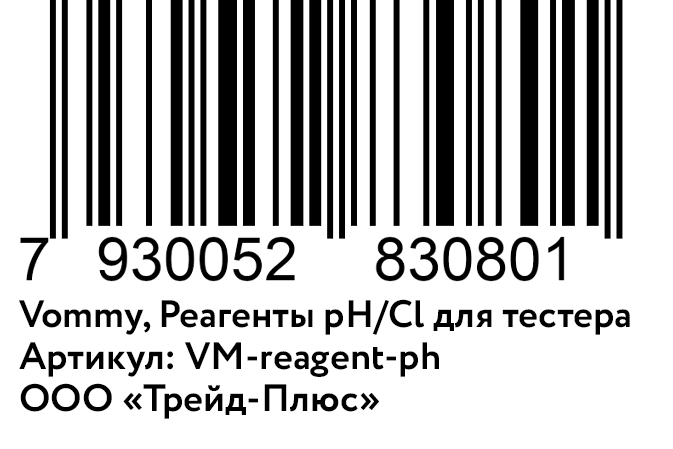 7 930052 830801
Vommy, Реагенты pH/Cl для тестера
Артикул: VM-reagent-ph
ООО «Трейд-Плюс»